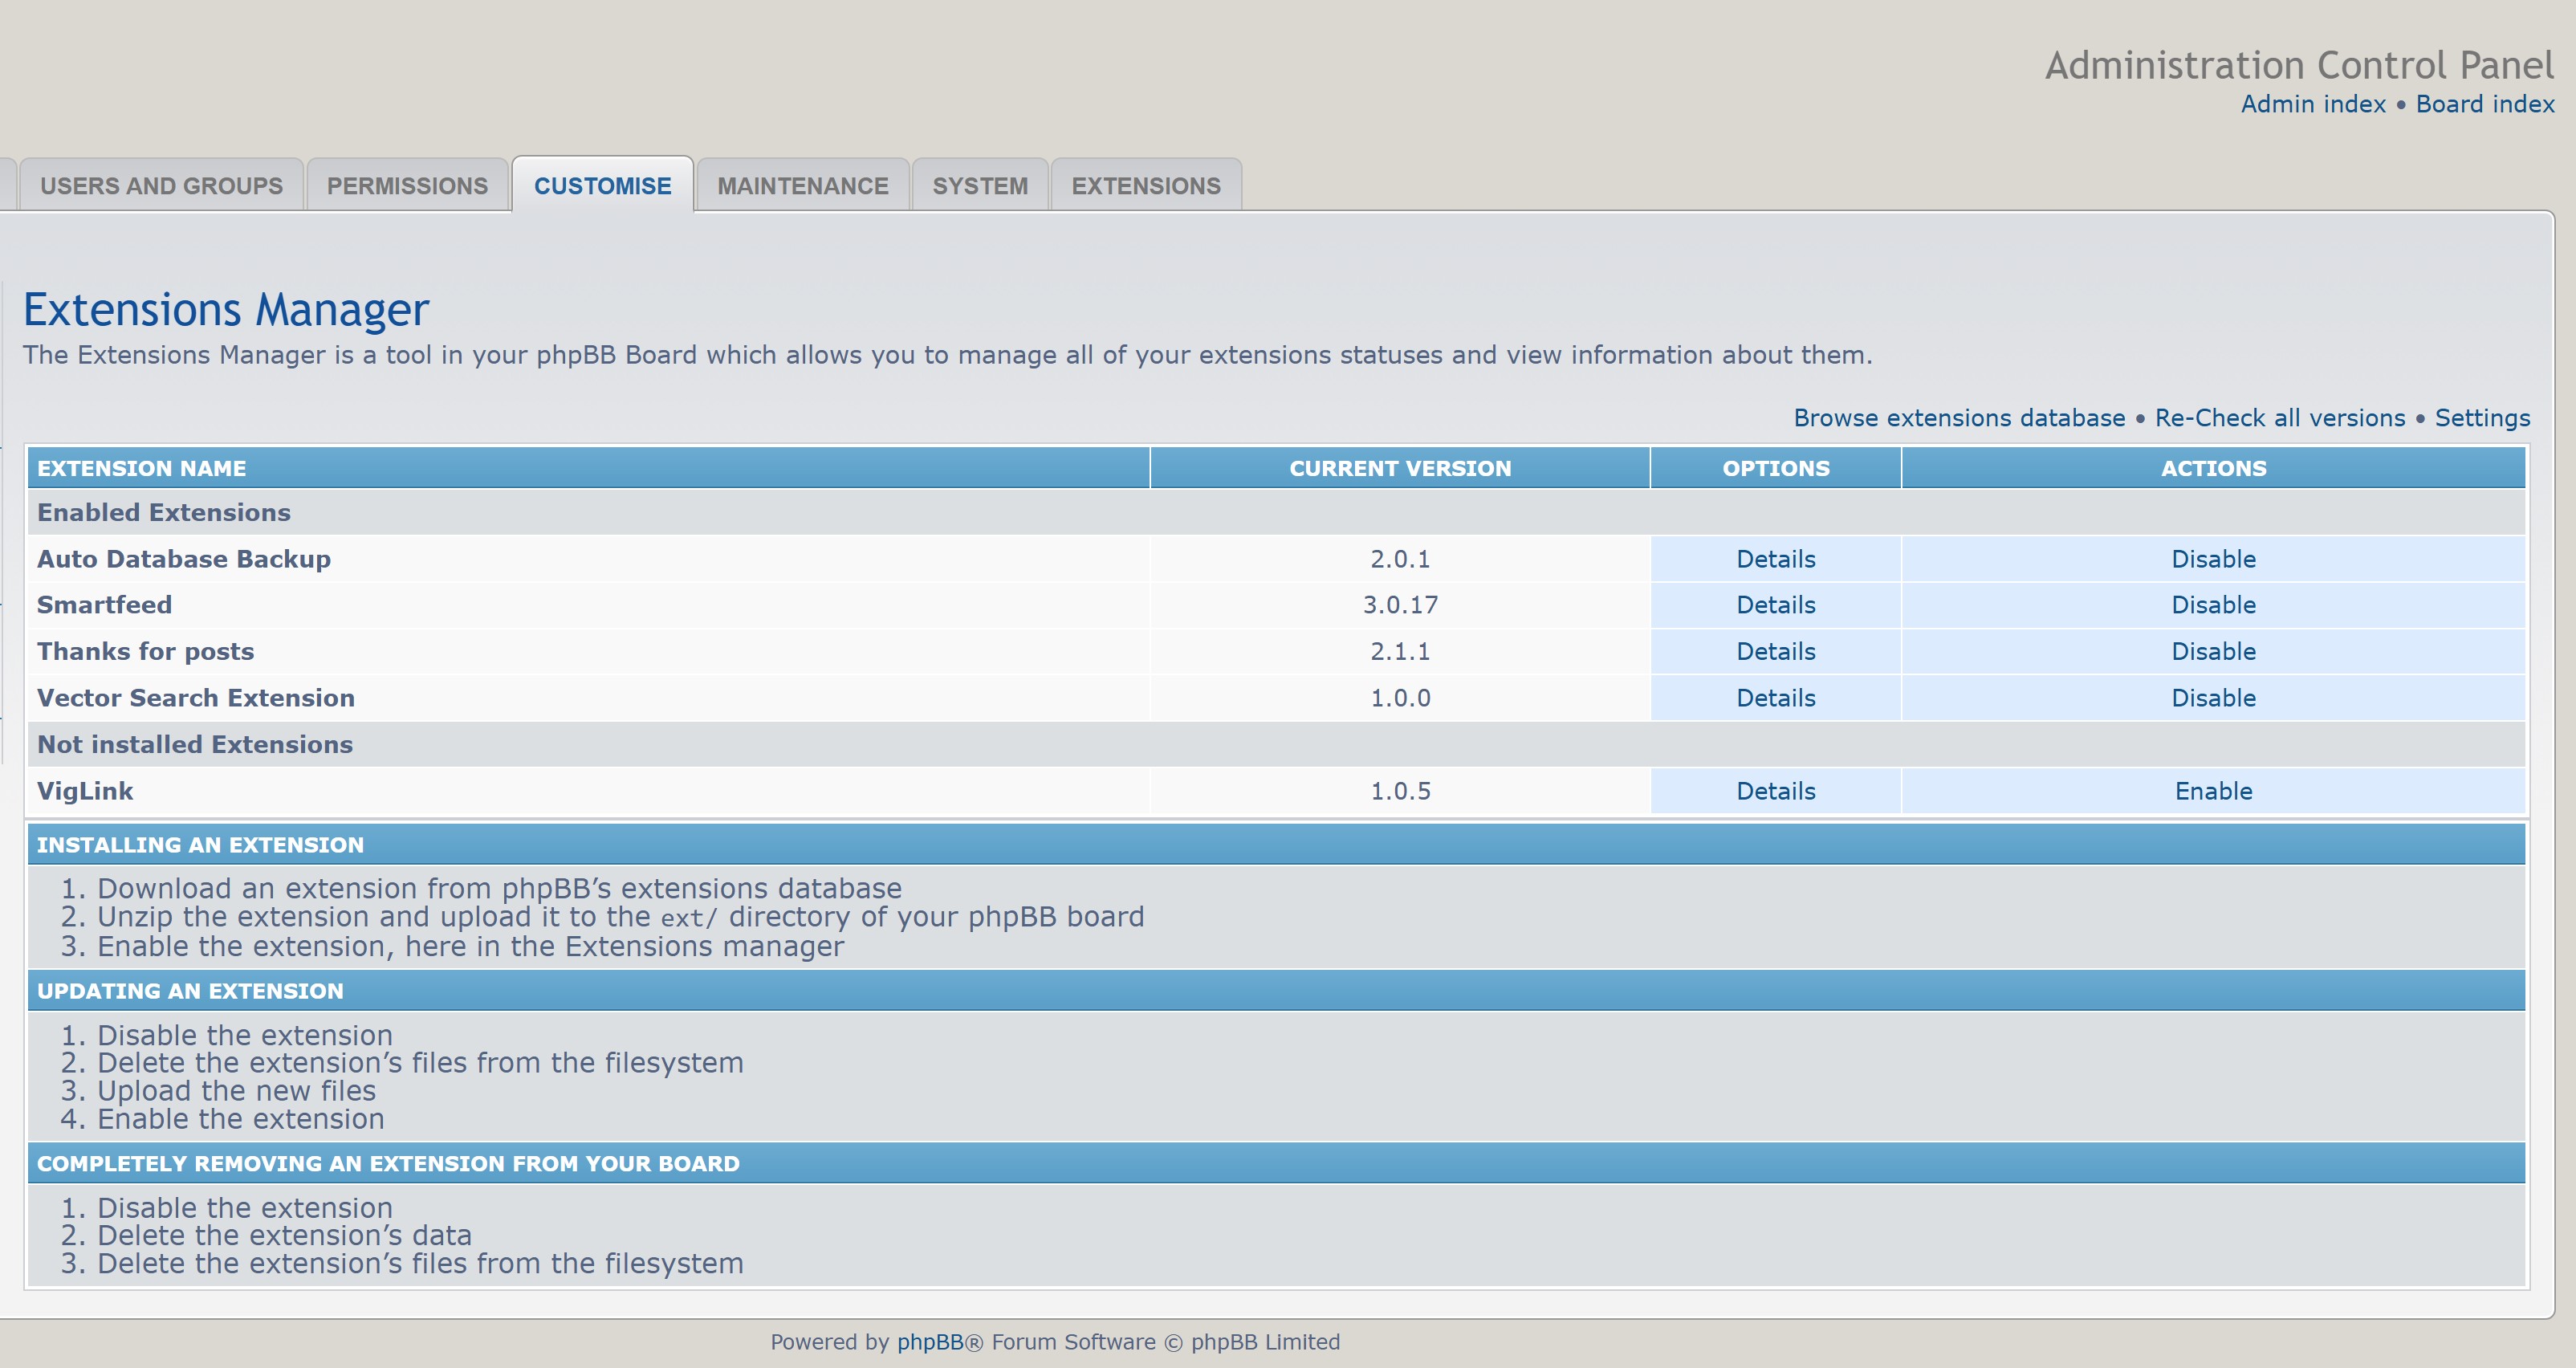 Administration Control Panel
Admin index • Board index
USERS AND GROUPS PERMISSIONS CUSTOMISE MAINTENANCE SYSTEM EXTENSIONS
Extensions Manager
The Extensions Manager is a tool in your phpBB Board which allows you to manage all of your extensions statuses and view information about them.
Browse extensions database • Re-Check all versions • Settings
EXTENSION NAME CURRENT VERSION OPTIONS ACTIONS
Enabled Extensions
Auto Database Backup 2.0.1 Details Disable
Smartfeed 3.0.17 Details Disable
Thanks for posts 2.1.1 Details Disable
Vector Search Extension 1.0.0 Details Disable
Not installed Extensions
VigLink 1.0.5 Details Enable
INSTALLING AN EXTENSION
1. Download an extension from phpBB’s extensions database
2. Unzip the extension and upload it to the ext/ directory of your phpBB board
3. Enable the extension, here in the Extensions manager
UPDATING AN EXTENSION
1. Disable the extension
2. Delete the extension’s files from the filesystem
3. Upload the new files
4. Enable the extension
COMPLETELY REMOVING AN EXTENSION FROM YOUR BOARD
1. Disable the extension
2. Delete the extension’s data
3. Delete the extension’s files from the filesystem
Powered by phpBB® Forum Software © phpBB Limited